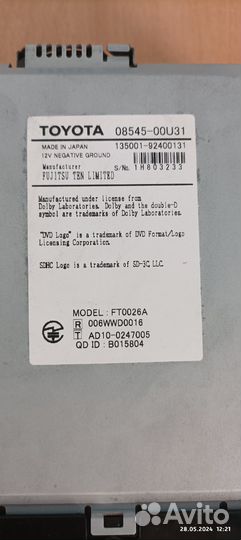 TOYOTA 08545-00U31
MADE IN JAPAN 135001-92400131
12V NEGATIVE GROUND
Manufacturer S/No. 1H803233
FUJITSU TEN LIMITED
Manufactured under license from
Dolby Laboratories. Dolby and the double-D
symbol are trademarks of Dolby Laboratories.
"DVD Logo" is a trademark of DVD Format/Logo
Licensing Corporation.
SDHC Logo is a trademark of SD-3C, LLC.
MODEL : FT0026A
R 006WWD0016
T AD10-0247005
QD ID : B015804
Avito
28.05.2024 12:21